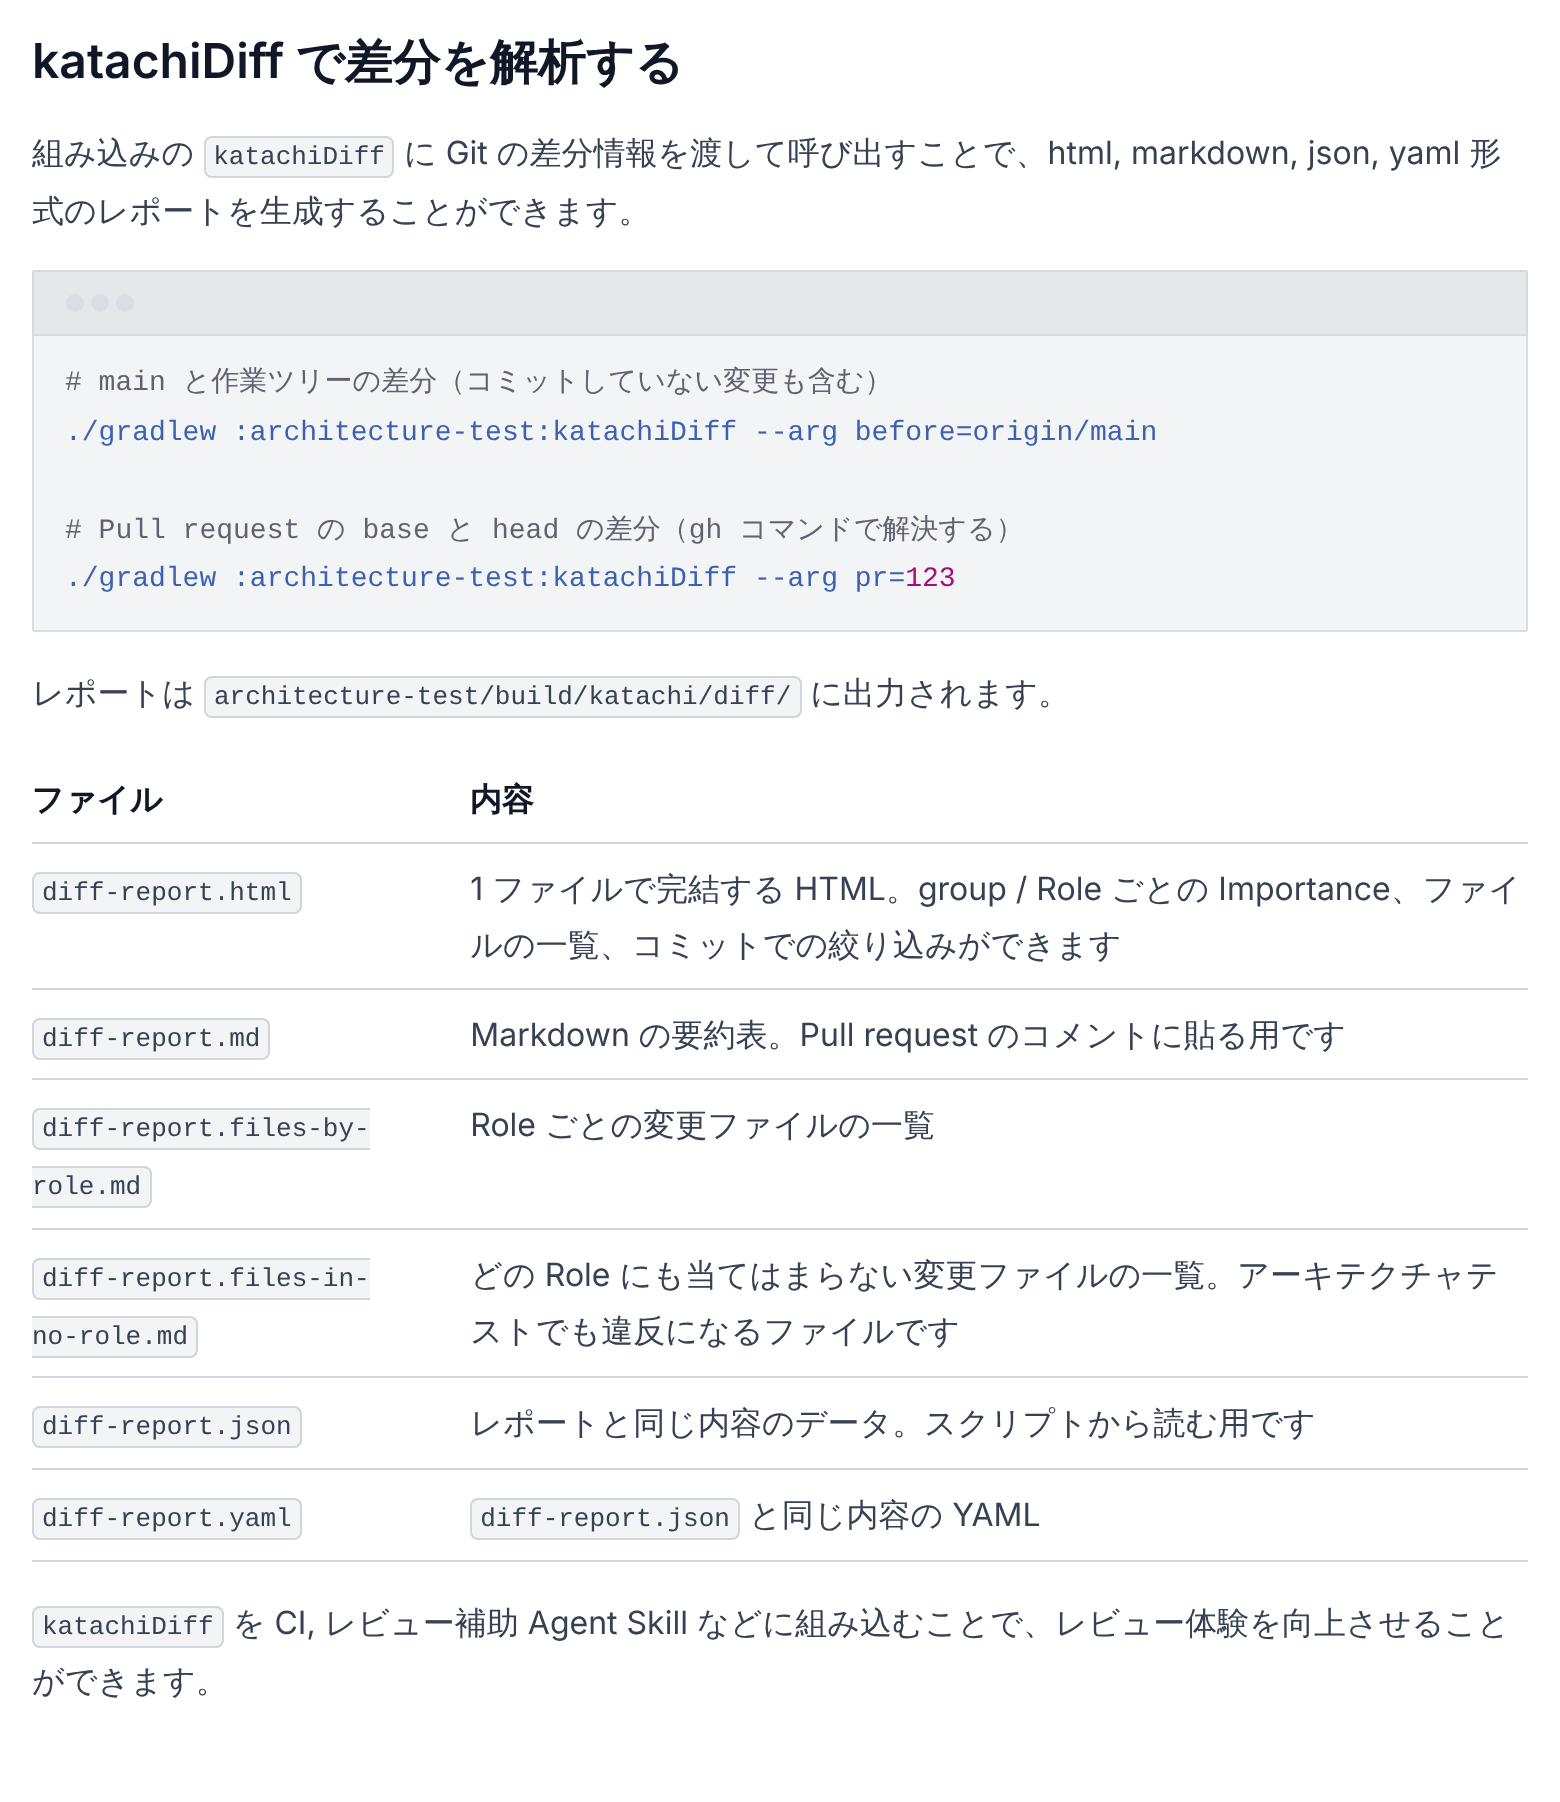 katachiDiff で差分を解析する
組み込みの katachiDiff に Git の差分情報を渡して呼び出すことで、html, markdown, json, yaml 形
式のレポートを生成することができます。
# main と作業ツリーの差分（コミットしていない変更も含む）
./gradlew :architecture-test:katachiDiff --arg before=origin/main
# Pull request の base と head の差分（gh コマンドで解決する）
./gradlew :architecture-test:katachiDiff --arg pr=123
レポートは architecture-test/build/katachi/diff/ に出力されます。
ファイル 内容
diff-report.html 1 ファイルで完結する HTML。group / Role ごとの Importance、ファイ
ルの一覧、コミットでの絞り込みができます
diff-report.md Markdown の要約表。Pull request のコメントに貼る用です
diff-report.files-by- Role ごとの変更ファイルの一覧
role.md
diff-report.files-in- どの Role にも当てはまらない変更ファイルの一覧。アーキテクチャテ
no-role.md ストでも違反になるファイルです
diff-report.json レポートと同じ内容のデータ。スクリプトから読む用です
diff-report.yaml diff-report.json と同じ内容の YAML
katachiDiff を CI, レビュー補助 Agent Skill などに組み込むことで、レビュー体験を向上させること
ができます。